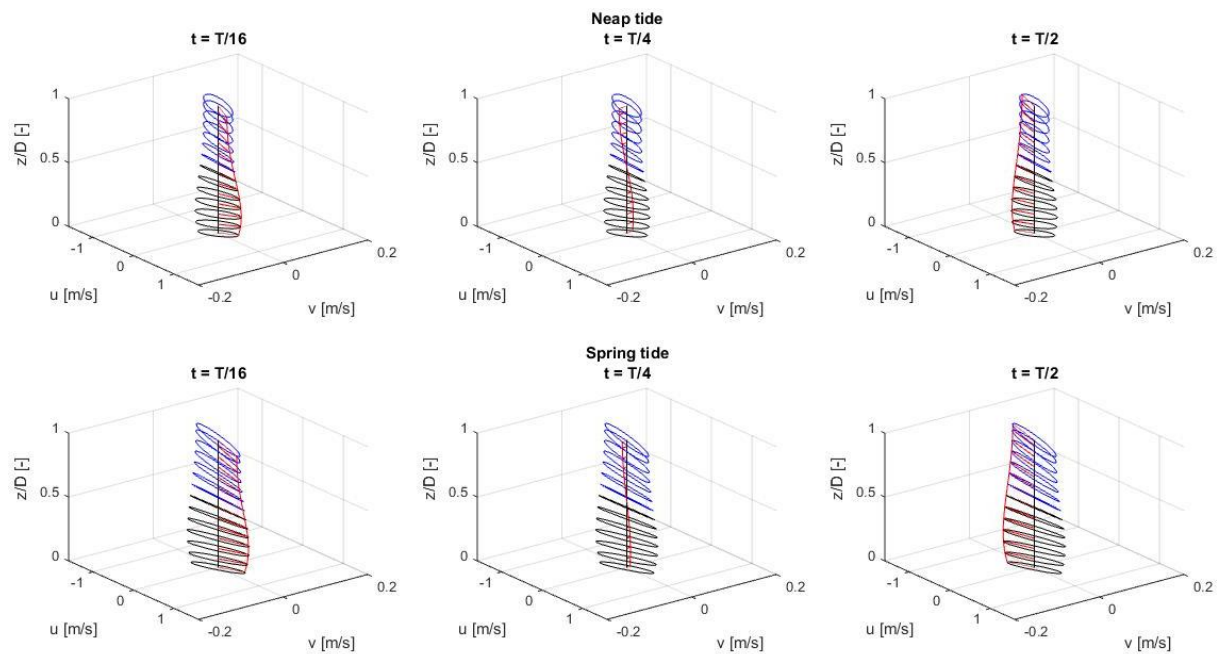 Neap tide
t = T/16
t = T/4
t = T/2
1
0.5
0
z/D [-]
-1
0
1
u [m/s]
-0.2
0
0.2
v [m/s]
1
0.5
0
z/D [-]
-1
0
1
u [m/s]
-0.2
0
0.2
v [m/s]
1
0.5
0
z/D [-]
-1
0
1
u [m/s]
-0.2
0
0.2
v [m/s]
Spring tide
t = T/16
t = T/4
t = T/2
1
0.5
0
z/D [-]
-1
0
1
u [m/s]
-0.2
0
0.2
v [m/s]
1
0.5
0
z/D [-]
-1
0
1
u [m/s]
-0.2
0
0.2
v [m/s]
1
0.5
0
z/D [-]
-1
0
1
u [m/s]
-0.2
0
0.2
v [m/s]